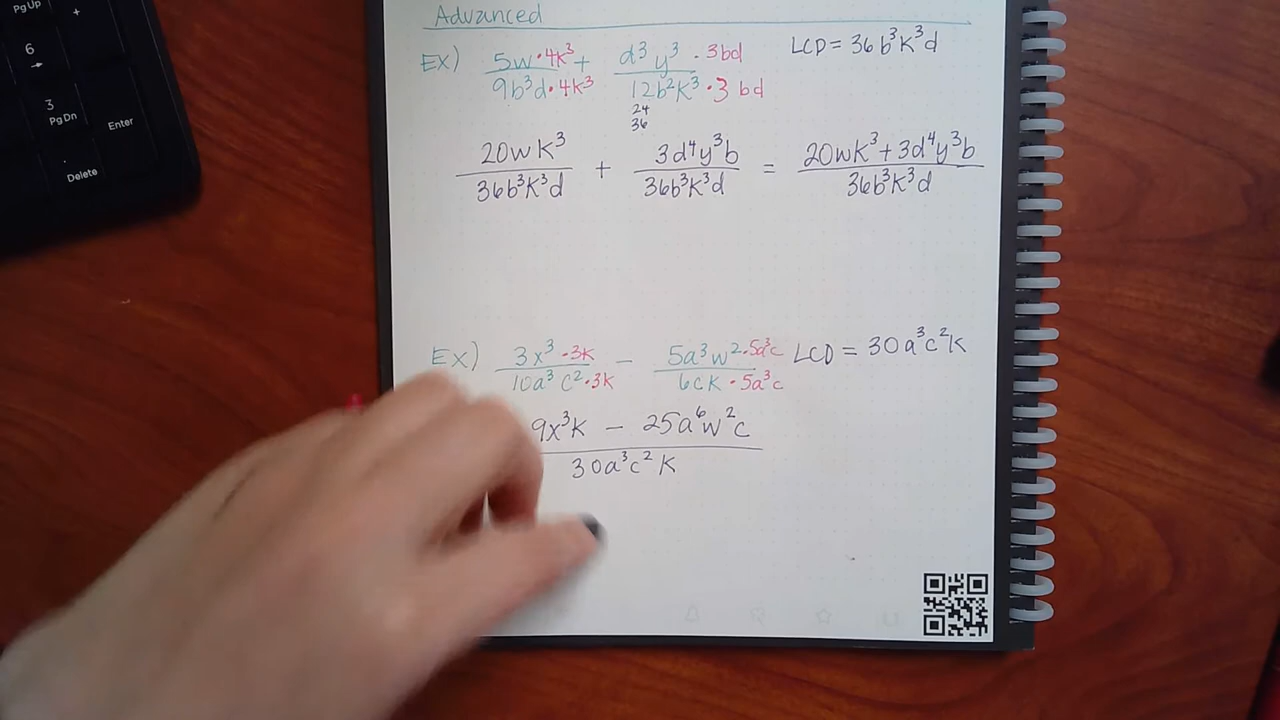 PgUp
+
6
3
PgDn
Enter
.
Delete
Advanced
EX) 5w·4k³ + d³y³·3bd LCD = 36b³k³d
9b³d·4k³ 12b²k³·3bd
24
36
20wk³ + 3d⁴y³b = 20wk³+3d⁴y³b
36b³k³d 36b³k³d 36b³k³d
EX) 3x³·3k − 5a³w²·5a³c LCD = 30a³c²k
10a³c²·3k 6ck·5a³c
9x³k − 25a⁶w²c
30a³c²k